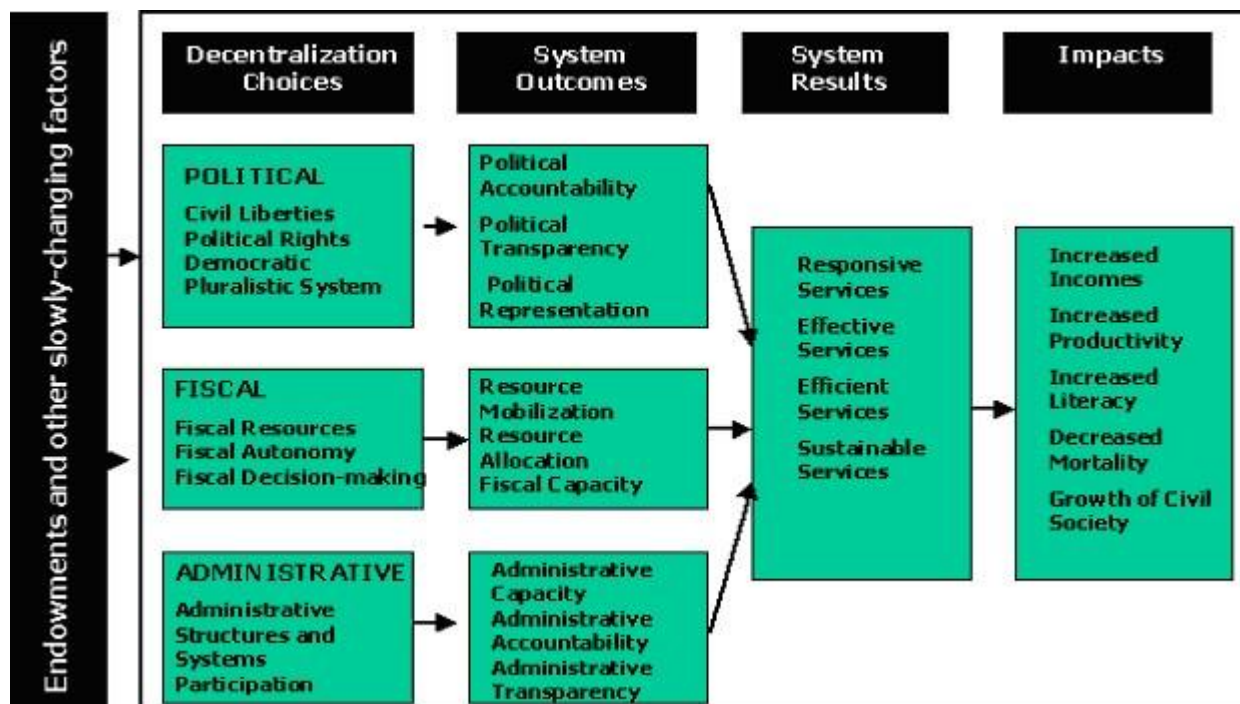 Endowments and other slowly-changing factors
Decentralization
Choices
System
Outcomes
System
Results
Impacts
POLITICAL
Civil Liberties
Political Rights
Democratic
Pluralistic System
Political
Accountability
Political
Transparency
Political
Representation
FISCAL
Fiscal Resources
Fiscal Autonomy
Fiscal Decision-making
Resource
Mobilization
Resource
Allocation
Fiscal Capacity
ADMINISTRATIVE
Administrative
Structures and
Systems
Participation
Administrative
Capacity
Administrative
Accountability
Administrative
Transparency
Responsive
Services
Effective
Services
Efficient
Services
Sustainable
Services
Increased
Incomes
Increased
Productivity
Increased
Literacy
Decreased
Mortality
Growth of Civil
Society